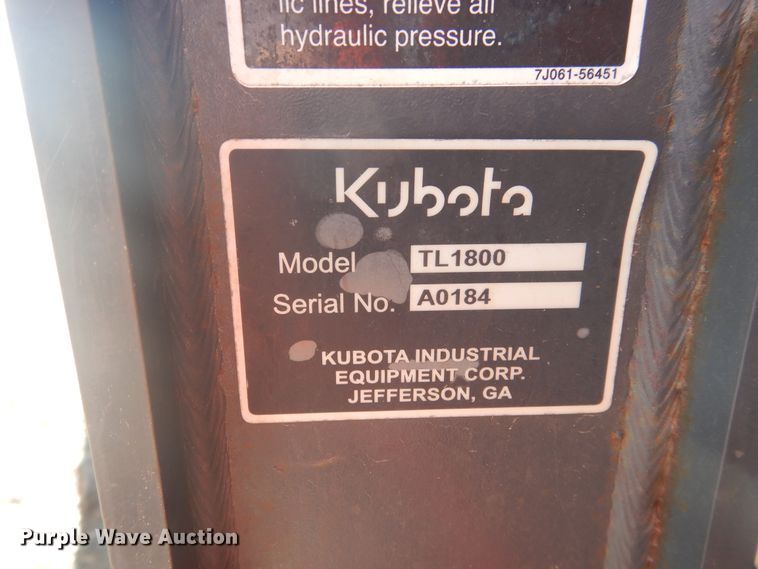 lic lines, relieve all
hydraulic pressure.
7J061-56451
Kubota
Model TL1800
Serial No. A0184
KUBOTA INDUSTRIAL
EQUIPMENT CORP.
JEFFERSON, GA
Purple Wave Auction